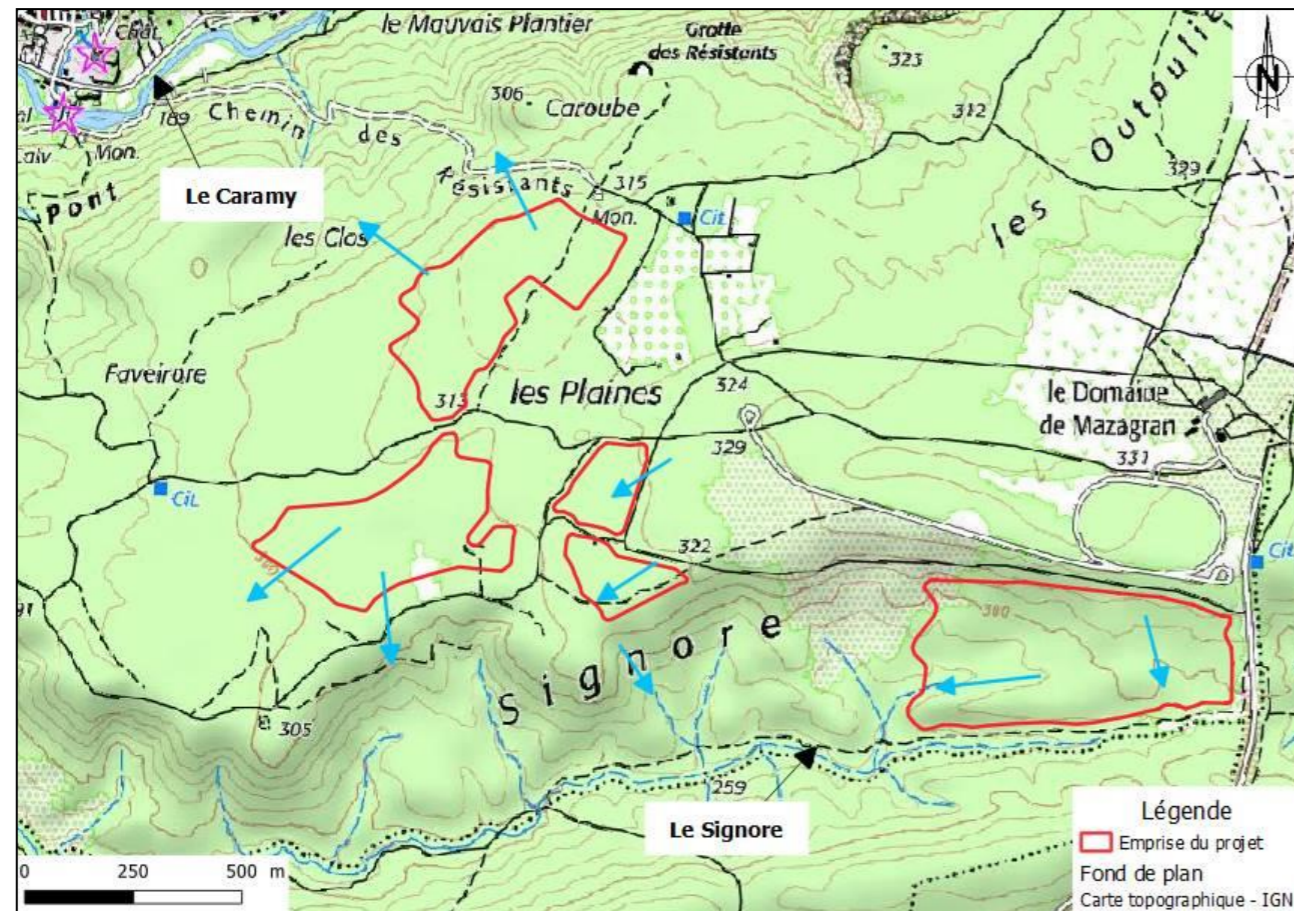 le Mauvais Plantier
Grotte
des Résistants
Chât.
323
N
306
Caroube
312
189
Chemin
des
Résistants
Outoulie
Mon.
Le Caramy
315
329
Pont
Mon.
Cit.
les
les Clos
Faveirore
324
313
les Plaines
le Domaine
de Mazagran
329
331
Cit.
322
Cit
300
Signore
305
259
Le Signore
Légende
Emprise du projet
Fond de plan
Carte topographique - IGN
0 250 500 m